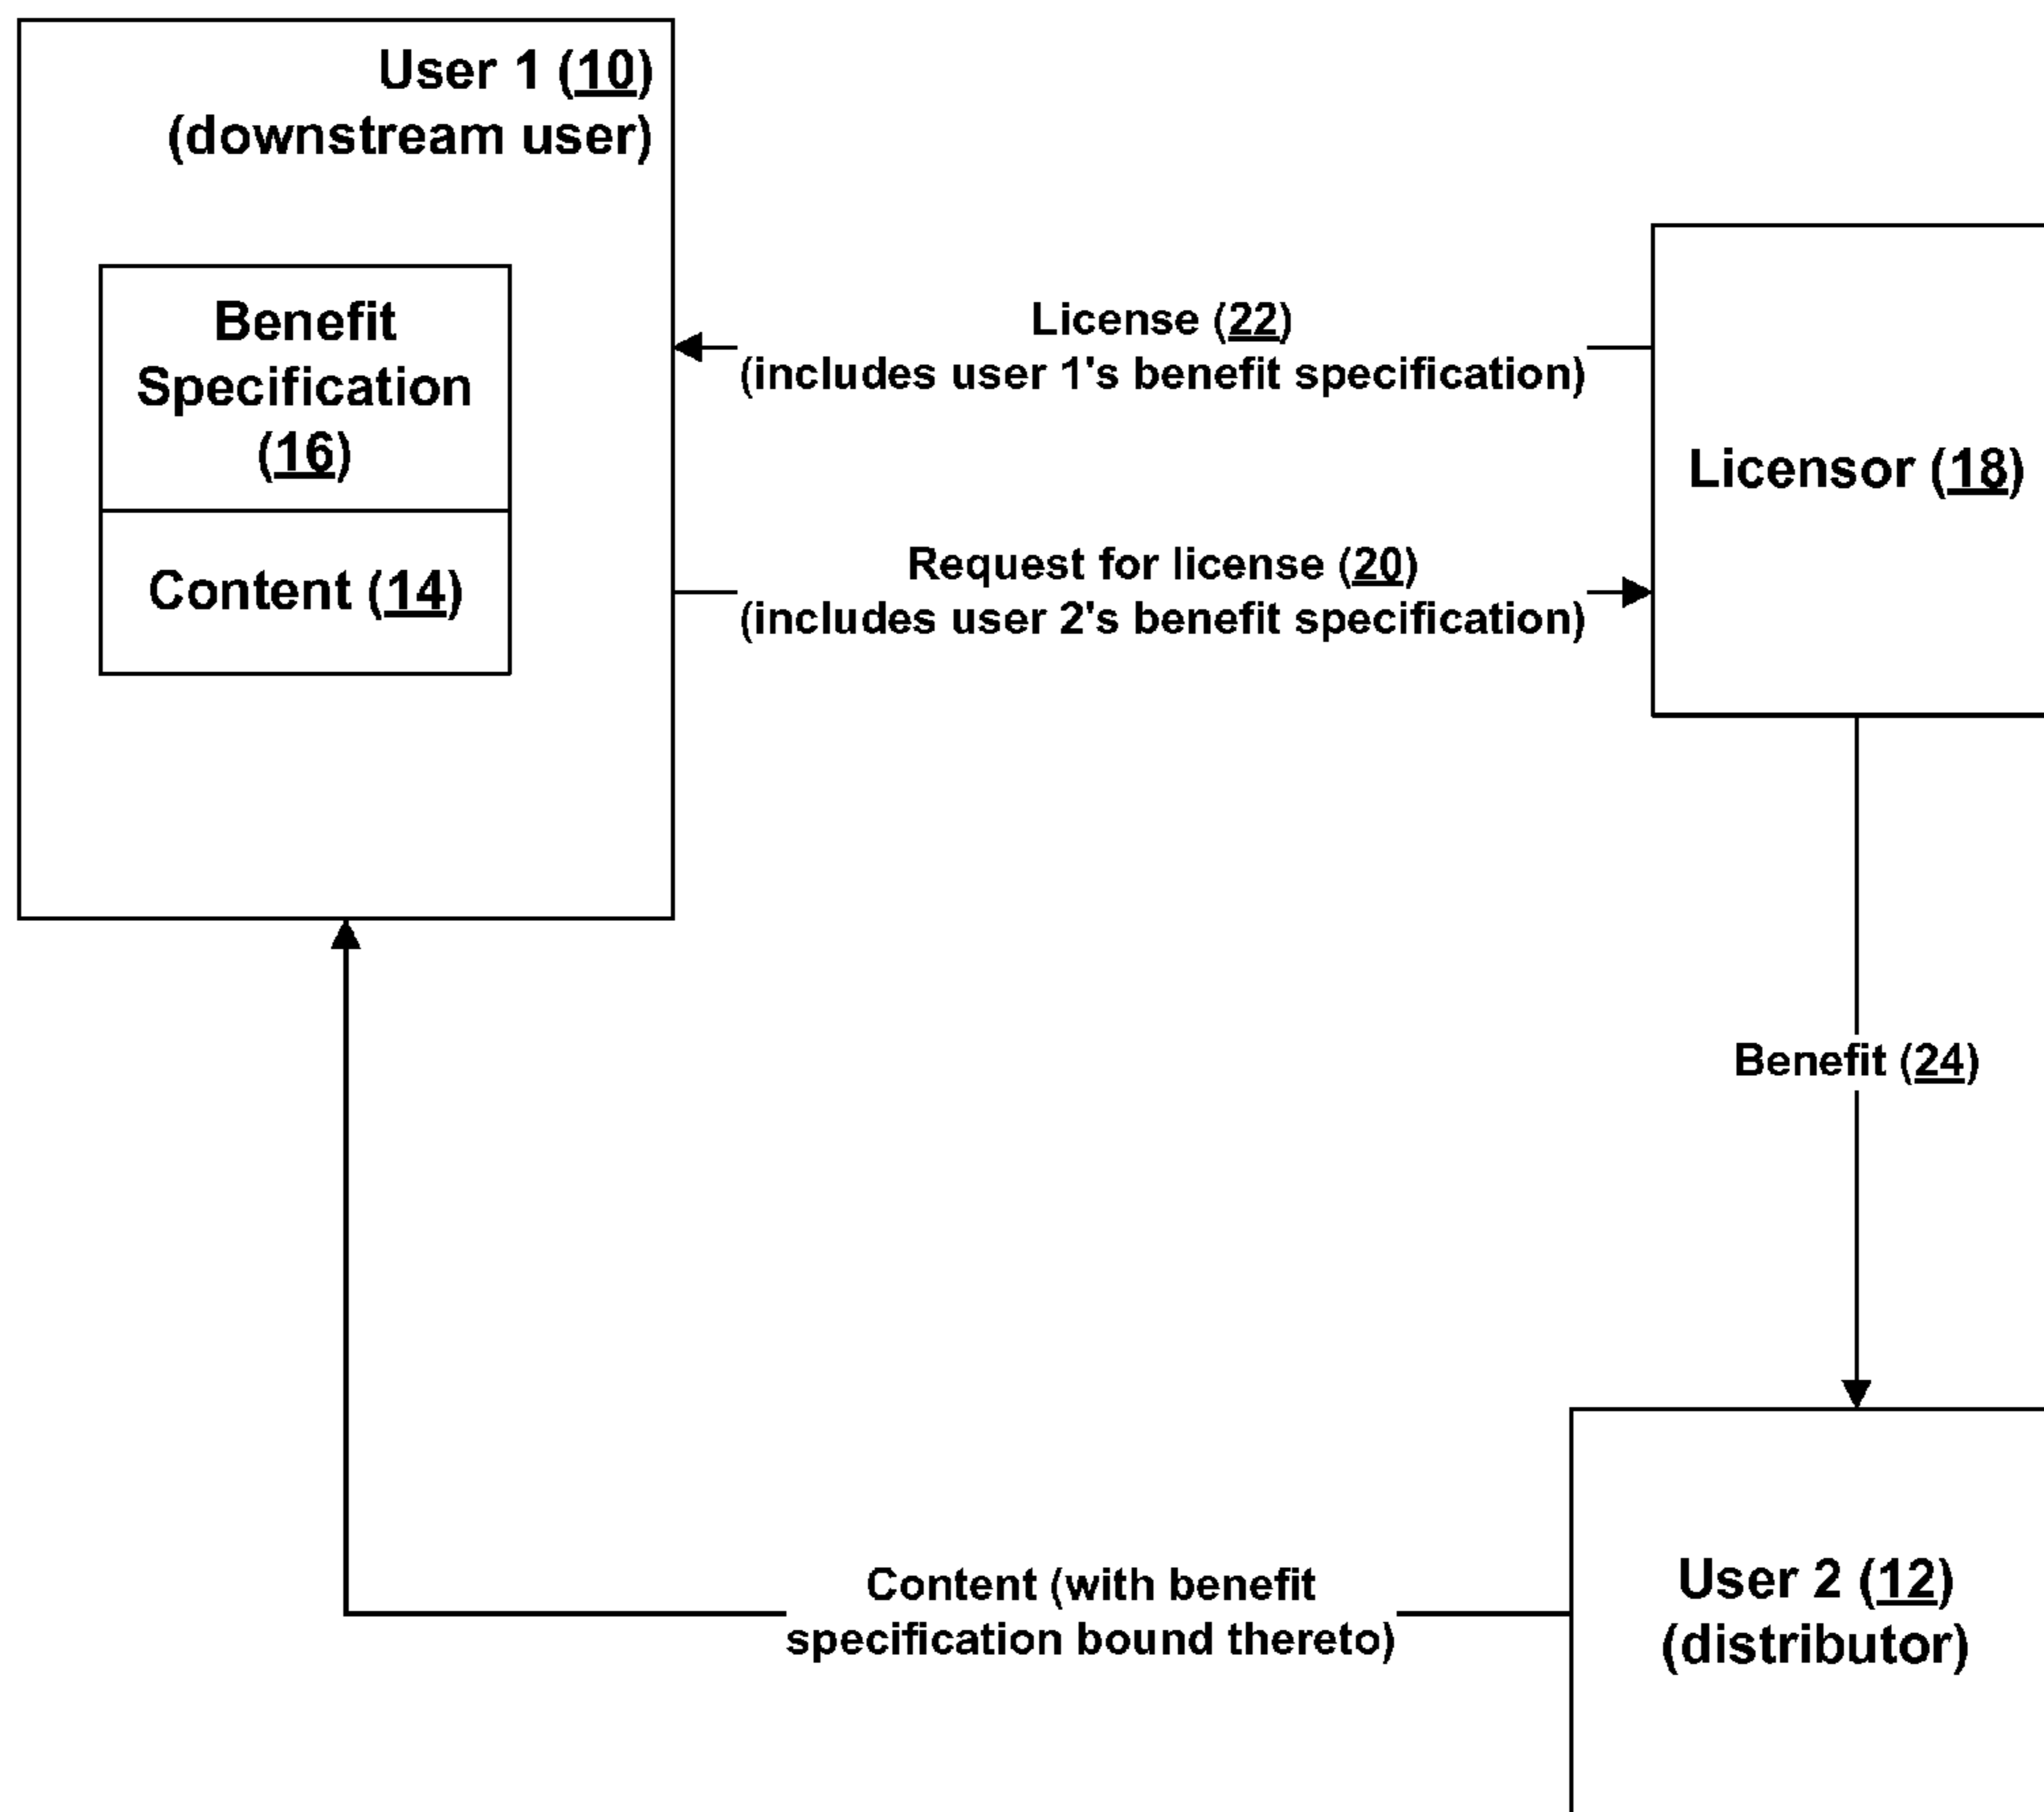 User 1 (10)
(downstream user)
Benefit
Specification
(16)
Content (14)
License (22)
(includes user 1's benefit specification)
Request for license (20)
(includes user 2's benefit specification)
Licensor (18)
Benefit (24)
Content (with benefit
specification bound thereto)
User 2 (12)
(distributor)